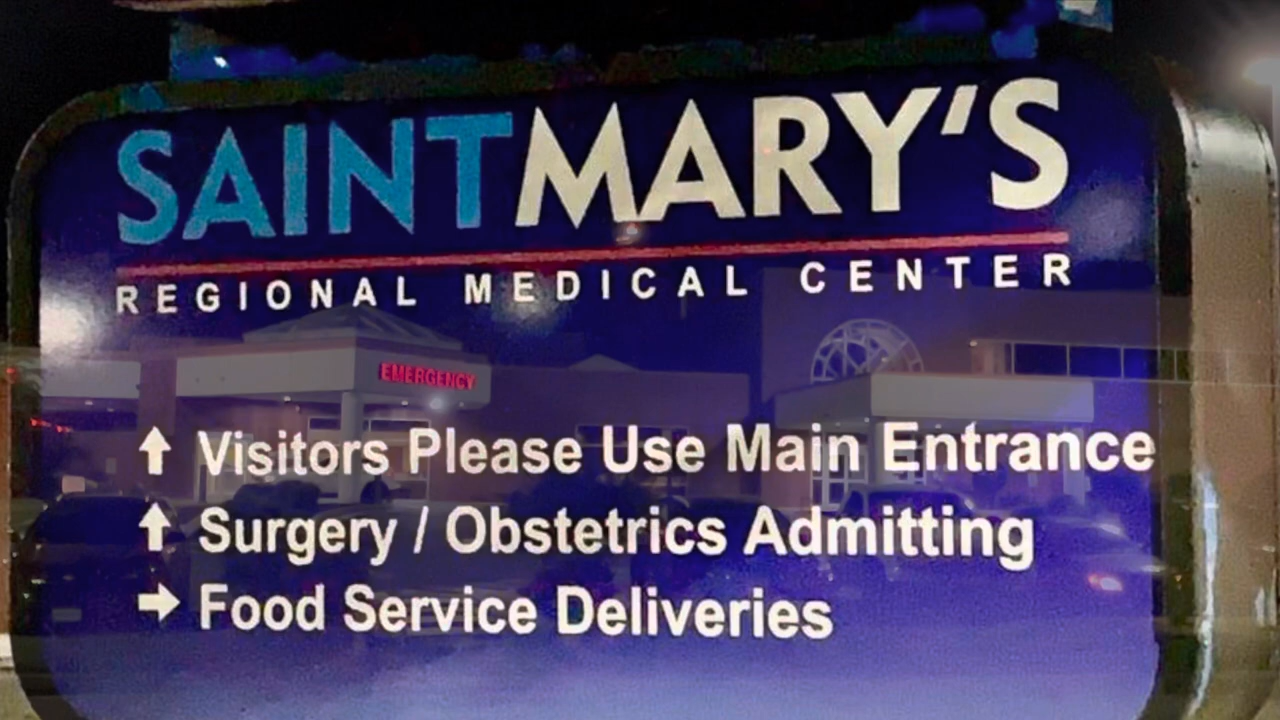 SAINTMARY'S
REGIONAL MEDICAL CENTER
EMERGENCY
↑ Visitors Please Use Main Entrance
↑ Surgery / Obstetrics Admitting
→ Food Service Deliveries